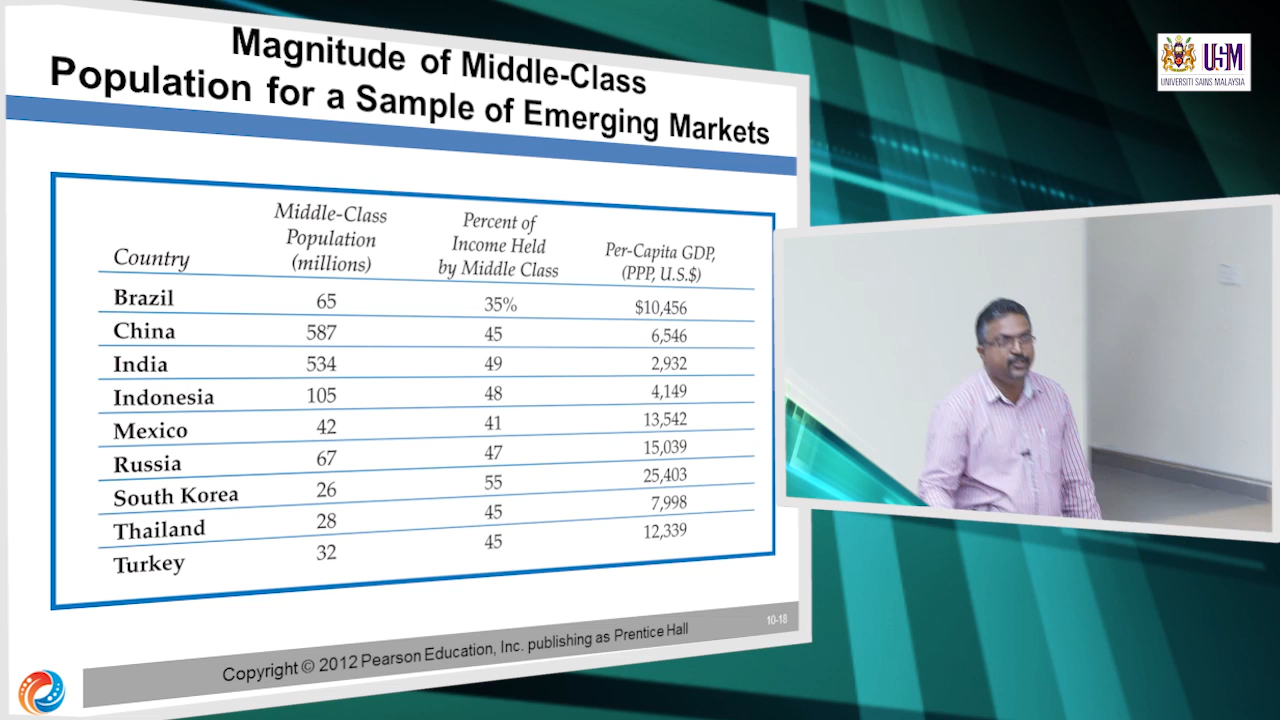 Magnitude of Middle-Class
Population for a Sample of Emerging Markets
Country Middle-Class Population (millions) Percent of Income Held by Middle Class Per-Capita GDP, (PPP, U.S.$)
Brazil 65 35% $10,456
China 587 45 6,546
India 534 49 2,932
Indonesia 105 48 4,149
Mexico 42 41 13,542
Russia 67 47 15,039
South Korea 26 55 25,403
Thailand 28 45 7,998
Turkey 32 45 12,339
Copyright © 2012 Pearson Education, Inc. publishing as Prentice Hall
10-18
USM
UNIVERSITI SAINS MALAYSIA